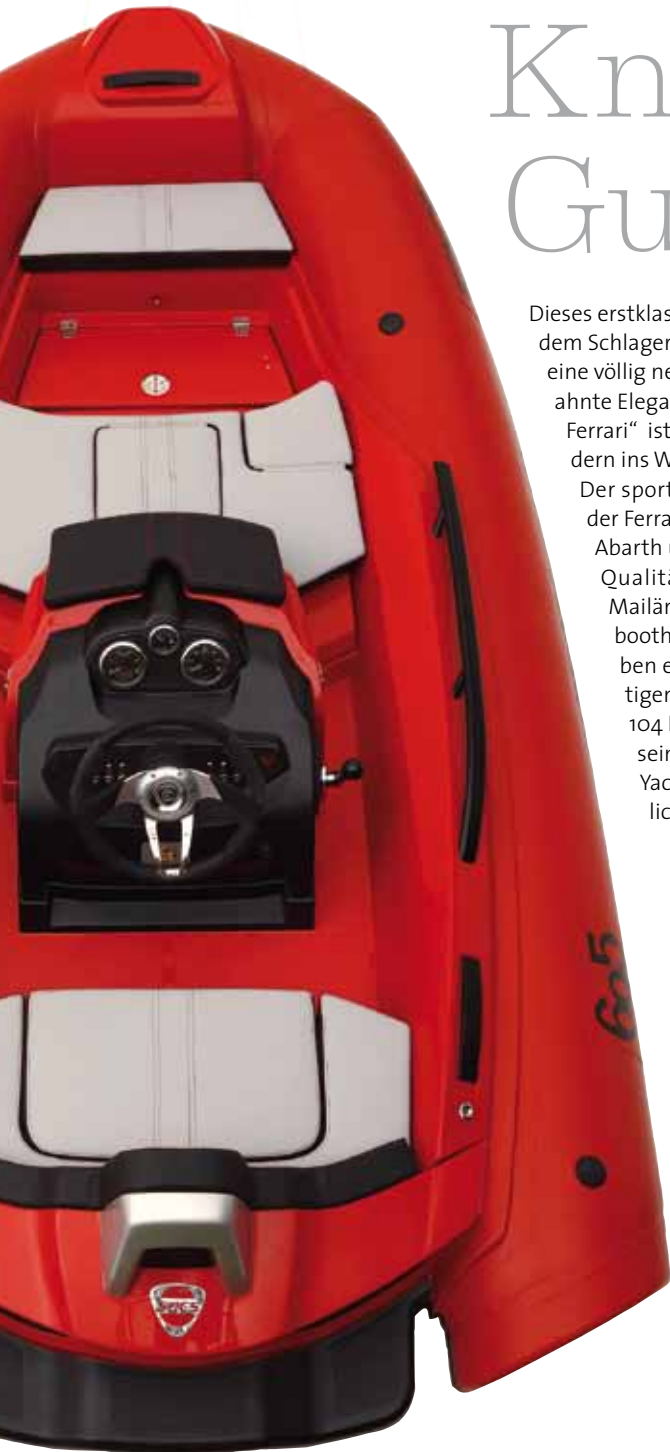 Kn
Gu
Dieses erstklas
dem Schlager
eine völlig ne
ahnte Elega
Ferrari“ ist
dern ins W
Der sport
der Ferra
Abarth
Qualitä
Mailän
booth
ben e
tiger
104
sein
Yac
lic
605